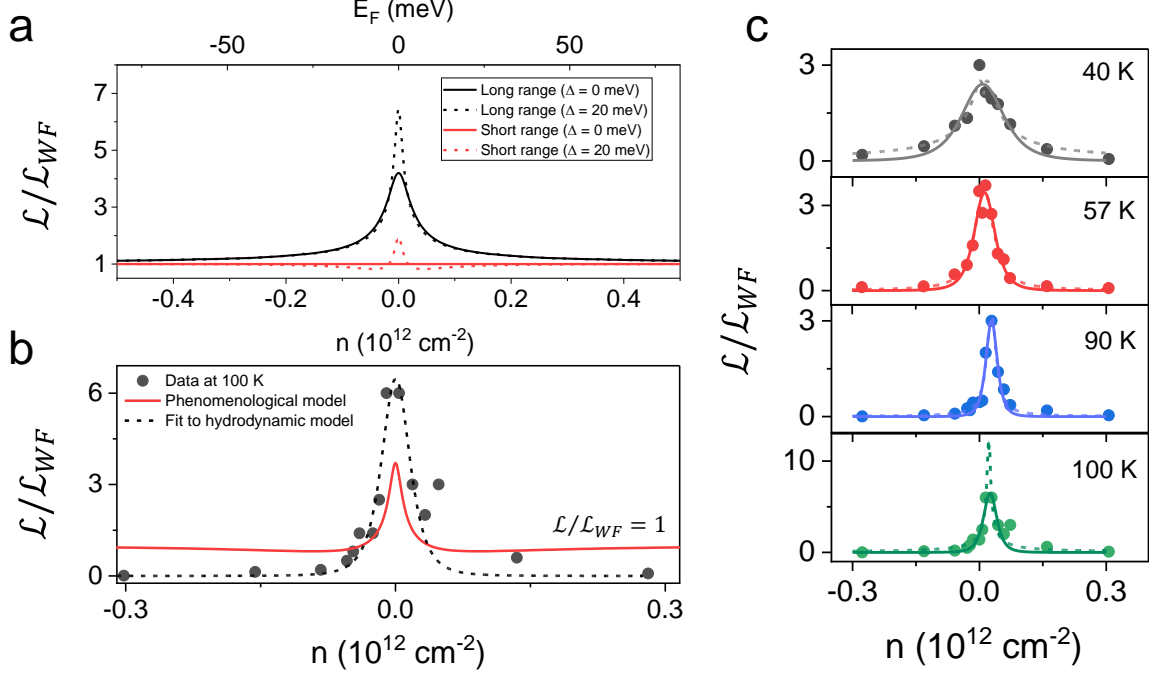 a
E_F (meV)
-50 0 50
7
5
3
1
ℒ/ℒ_WF
Long range (Δ = 0 meV)
Long range (Δ = 20 meV)
Short range (Δ = 0 meV)
Short range (Δ = 20 meV)
-0.4 -0.2 0.0 0.2 0.4
n (10^12 cm^-2)
b
6
3
0
ℒ/ℒ_WF
Data at 100 K
Phenomenological model
Fit to hydrodynamic model
ℒ/ℒ_WF = 1
-0.3 0.0 0.3
n (10^12 cm^-2)
c
ℒ/ℒ_WF
3
0
40 K
3
0
57 K
3
0
90 K
10
0
100 K
-0.3 0.0 0.3
n (10^12 cm^-2)